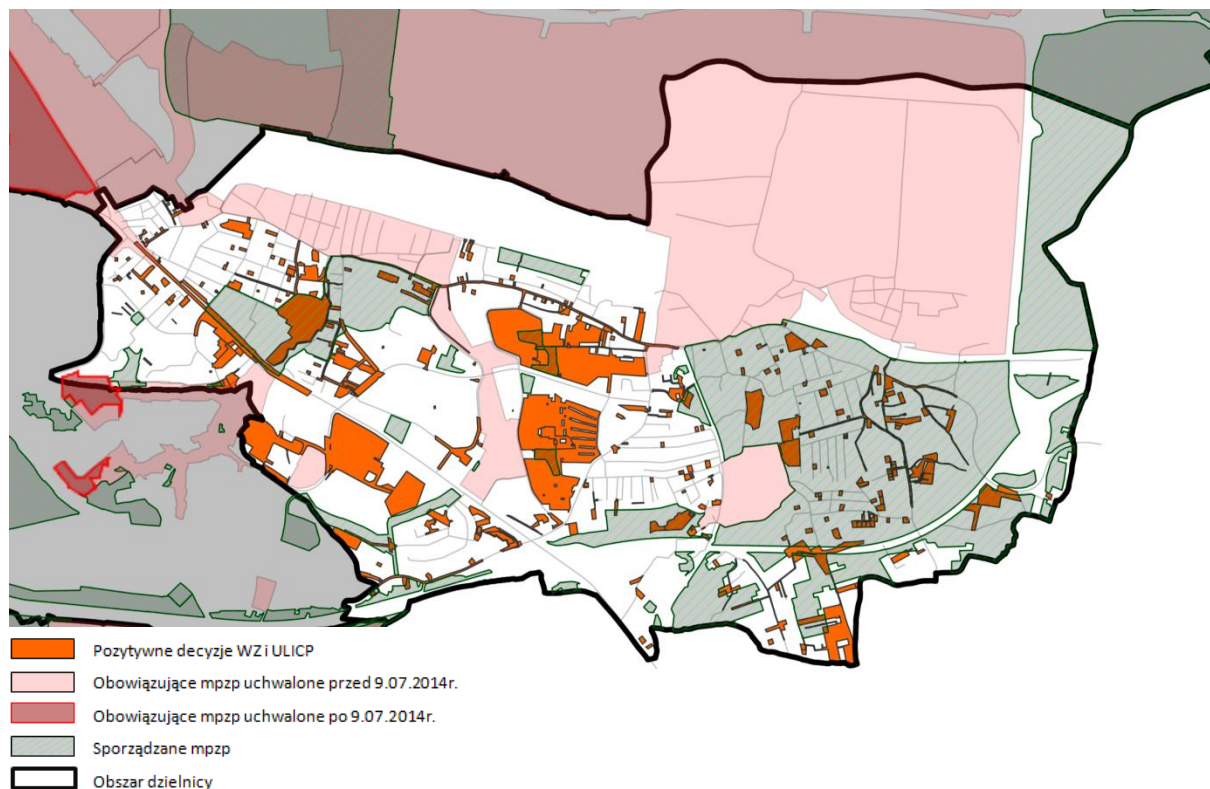 Pozytywne decyzje WZ i ULICP
Obowiązujące mpzp uchwalone przed 9.07.2014r.
Obowiązujące mpzp uchwalone po 9.07.2014r.
Sporządzane mpzp
Obszar dzielnicy